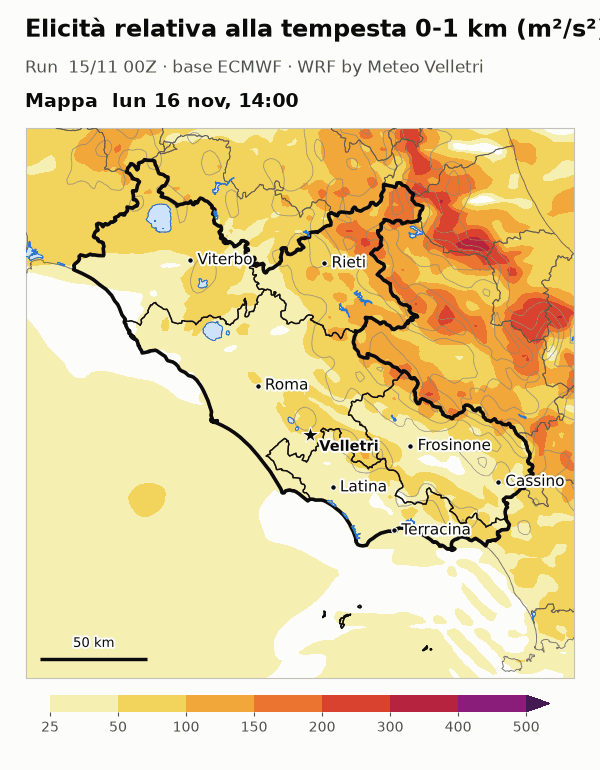 Elicità relativa alla tempesta 0-1 km (m²/s²)
Run 15/11 00Z · base ECMWF · WRF by Meteo Velletri
Mappa lun 16 nov, 14:00
Viterbo
Rieti
Roma
Velletri
Frosinone
Cassino
Latina
Terracina
50 km
25 50 100 150 200 300 400 500